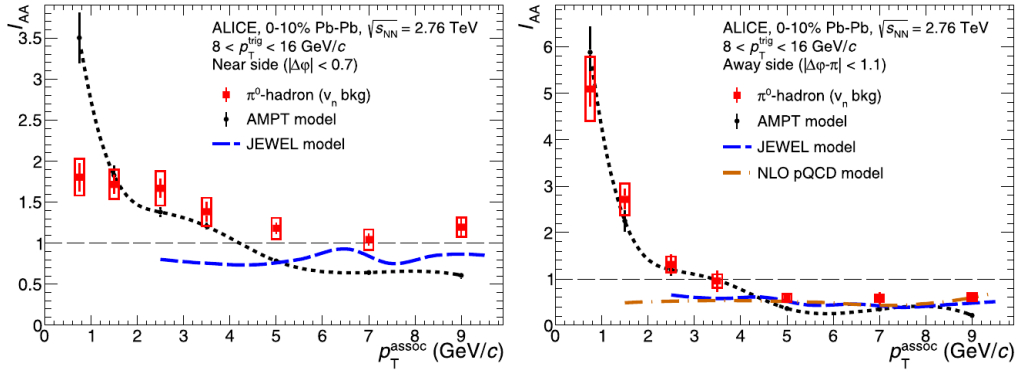 I_AA
ALICE, 0-10% Pb-Pb, √s_NN = 2.76 TeV
8 < p_T^trig < 16 GeV/c
Near side (|Δφ| < 0.7)
π⁰-hadron (v_n bkg)
AMPT model
JEWEL model
3.5
3
2.5
2
1.5
1
0.5
0
0 1 2 3 4 5 6 7 8 9
p_T^assoc (GeV/c)
I_AA
ALICE, 0-10% Pb-Pb, √s_NN = 2.76 TeV
8 < p_T^trig < 16 GeV/c
Away side (|Δφ-π| < 1.1)
π⁰-hadron (v_n bkg)
AMPT model
JEWEL model
NLO pQCD model
6
5
4
3
2
1
0
0 1 2 3 4 5 6 7 8 9
p_T^assoc (GeV/c)